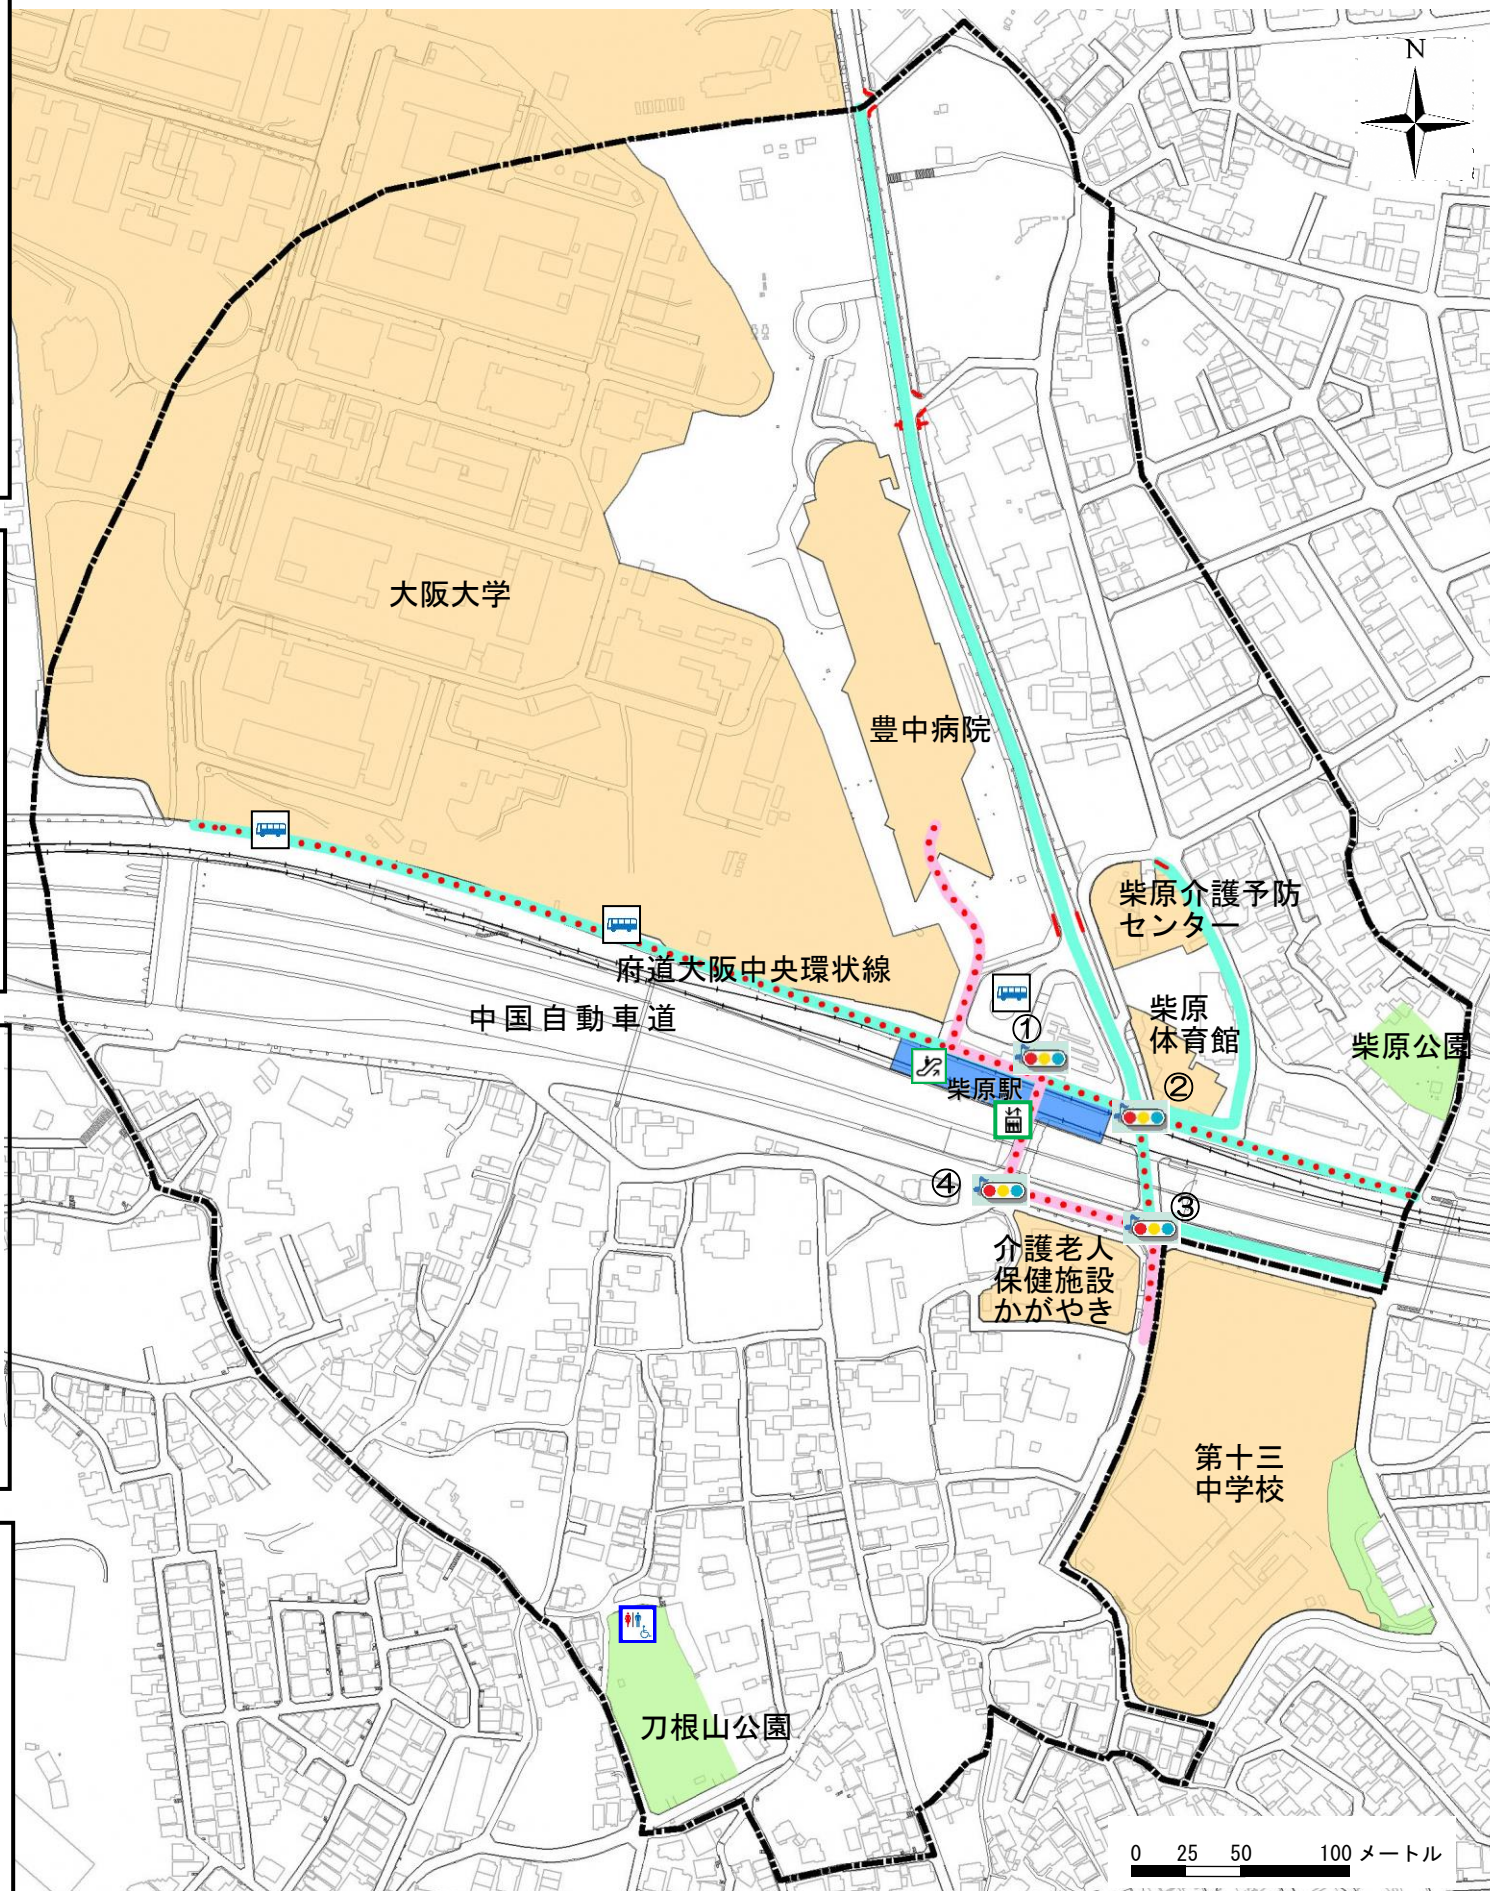 N
大阪大学
豊中病院
柴原介護予防
センター
府道大阪中央環状線
中国自動車道
①
柴原
体育館
柴原公園
柴原駅
②
④
③
介護老人
保健施設
かがやき
第十三
中学校
刀根山公園
0 25 50 100 メートル